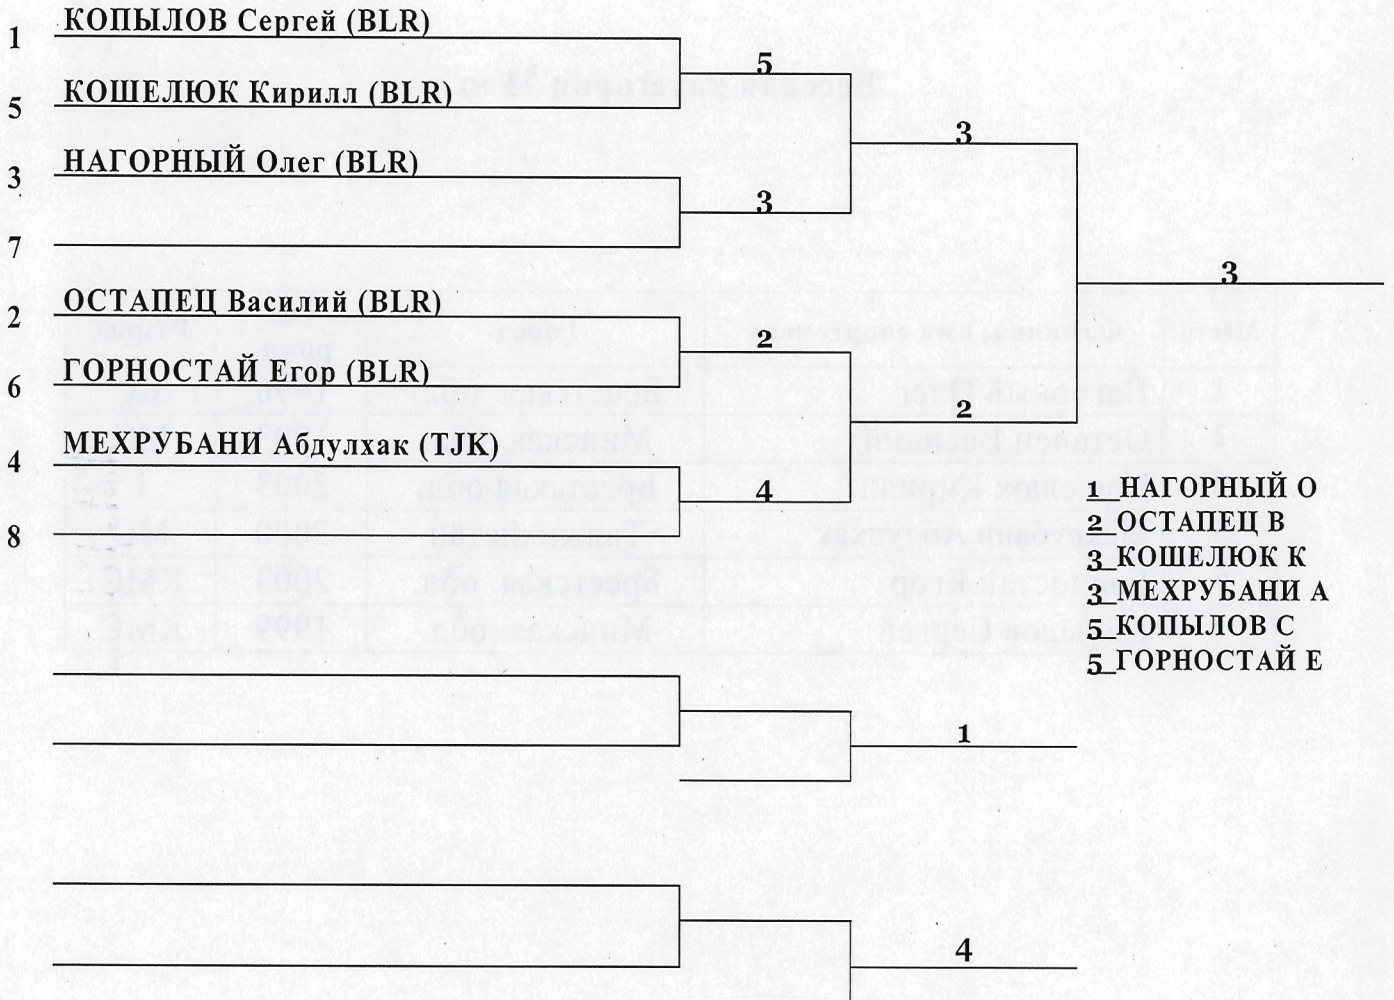 1 КОПЫЛОВ Сергей (BLR)
5
5 КОШЕЛЮК Кирилл (BLR)
3
3 НАГОРНЫЙ Олег (BLR)
3
7
3
2 ОСТАПЕЦ Василий (BLR)
2
6 ГОРНОСТАЙ Егор (BLR)
2
4 МЕХРУБАНИ Абдулхак (TJK)
4
8
1 НАГОРНЫЙ О
2 ОСТАПЕЦ В
3 КОШЕЛЮК К
3 МЕХРУБАНИ А
5 КОПЫЛОВ С
5 ГОРНОСТАЙ Е
1
4